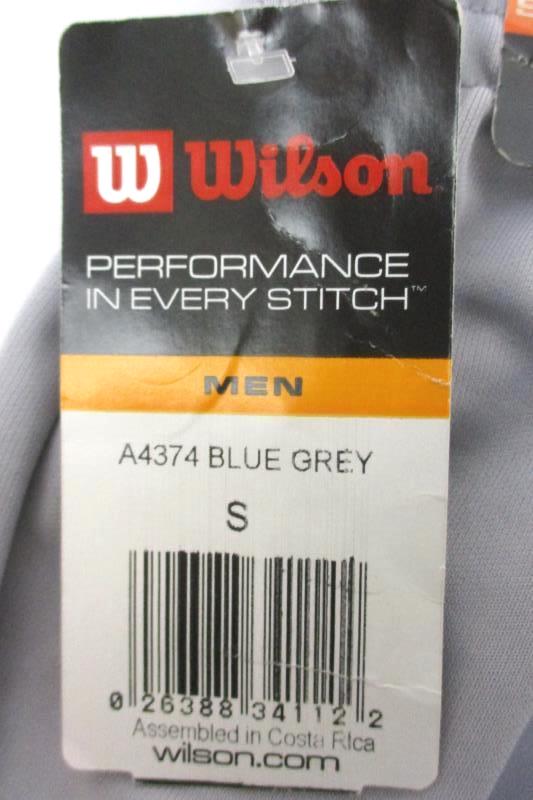 W Wilson
PERFORMANCE
IN EVERY STITCH™
MEN
A4374 BLUE GREY
S
0 26388 34112 2
Assembled in Costa Rica
wilson.com